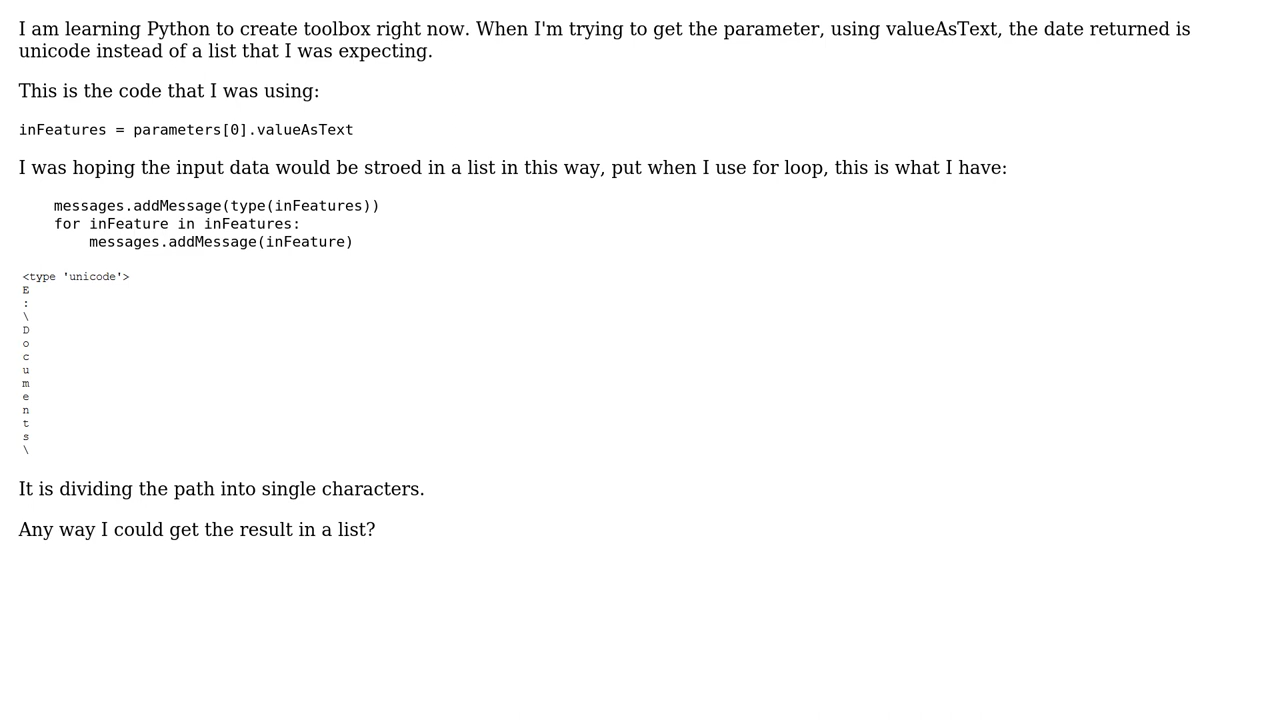 I am learning Python to create toolbox right now. When I'm trying to get the parameter, using valueAsText, the date returned is
unicode instead of a list that I was expecting.
This is the code that I was using:
inFeatures = parameters[0].valueAsText
I was hoping the input data would be stroed in a list in this way, put when I use for loop, this is what I have:
messages.addMessage(type(inFeatures))
for inFeature in inFeatures:
messages.addMessage(inFeature)
<type 'unicode'>
E
:
\
D
o
c
u
m
e
n
t
s
\
It is dividing the path into single characters.
Any way I could get the result in a list?